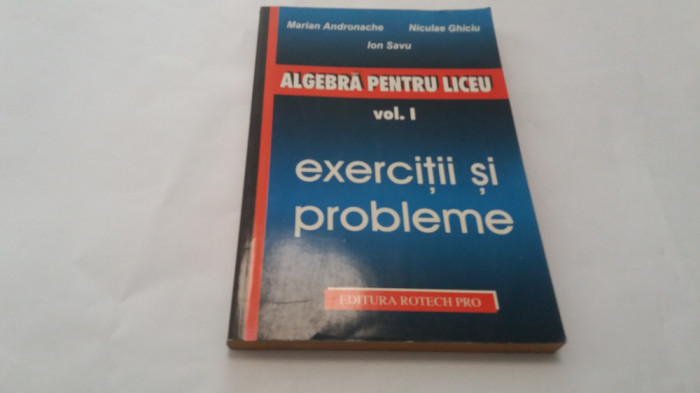 Marian Andronache Niculae Ghiciu
Ion Savu
ALGEBRĂ PENTRU LICEU
vol. I
exerciții și
probleme
EDITURA ROTECH PRO